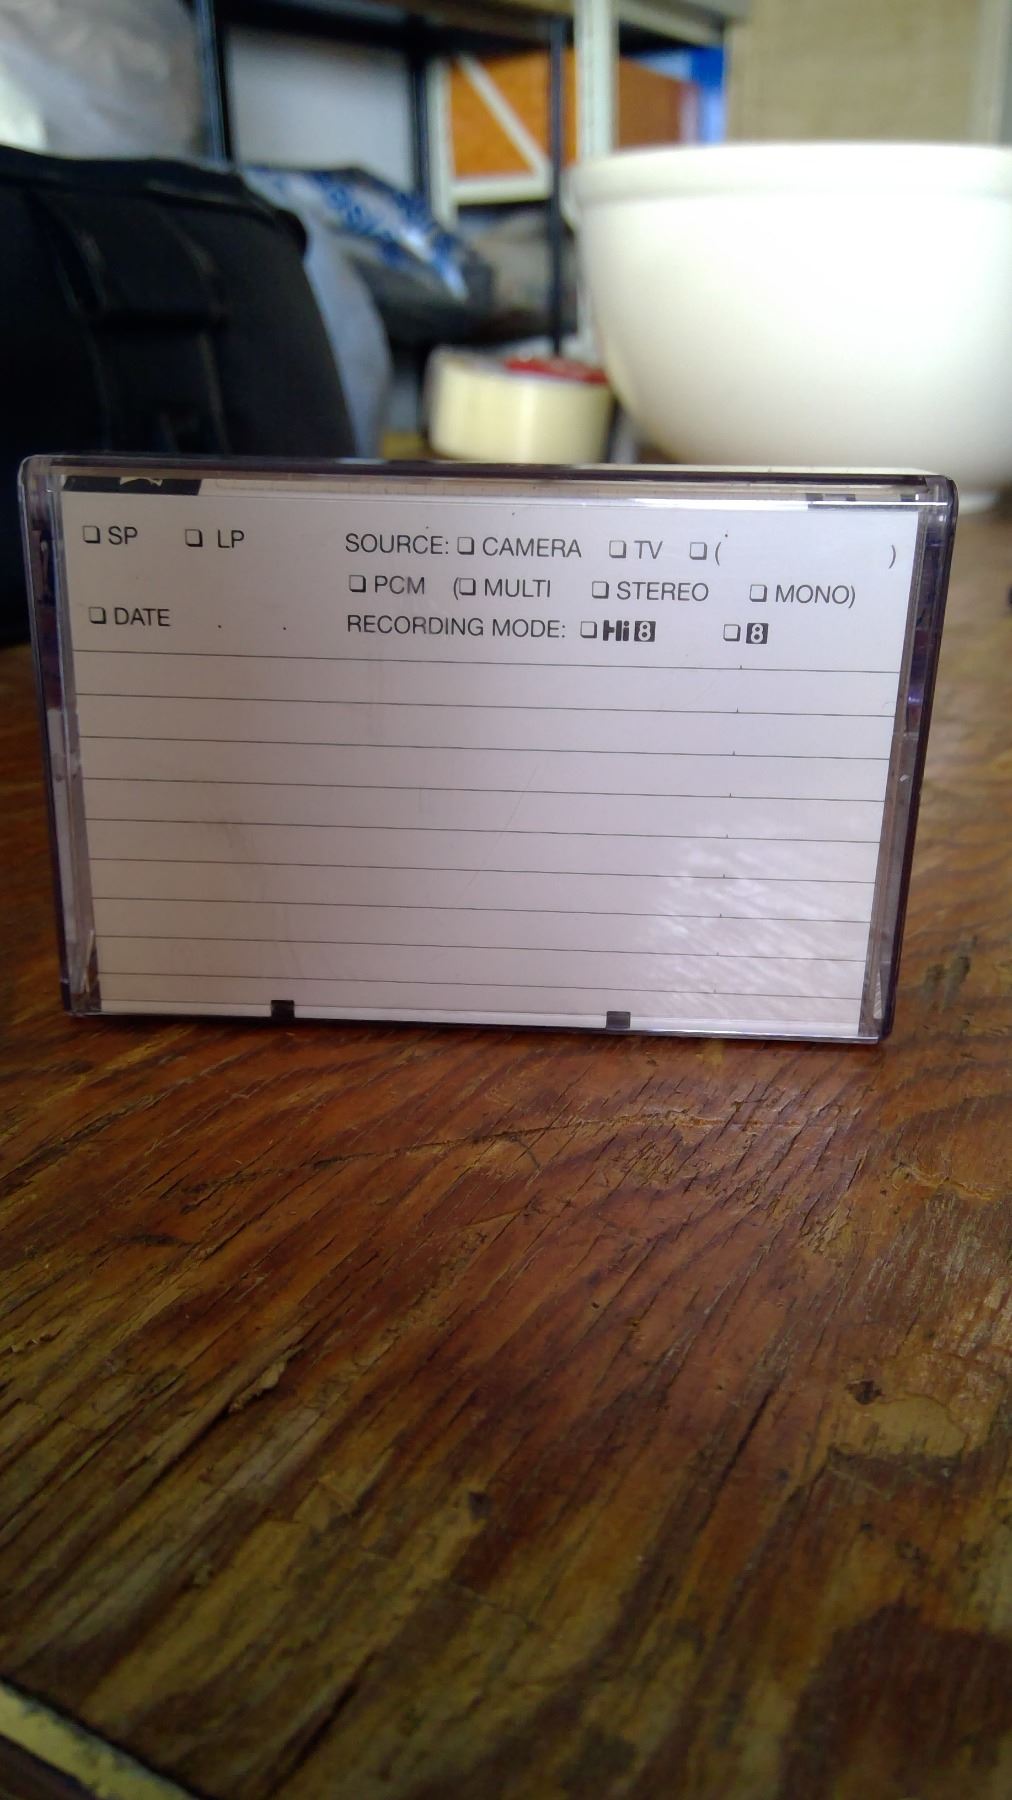 ❏ SP ❏ LP SOURCE: ❏ CAMERA ❏ TV ❏ ( )
❏ PCM (❏ MULTI ❏ STEREO ❏ MONO)
❏ DATE . . RECORDING MODE: ❏ Hi8 ❏ 8